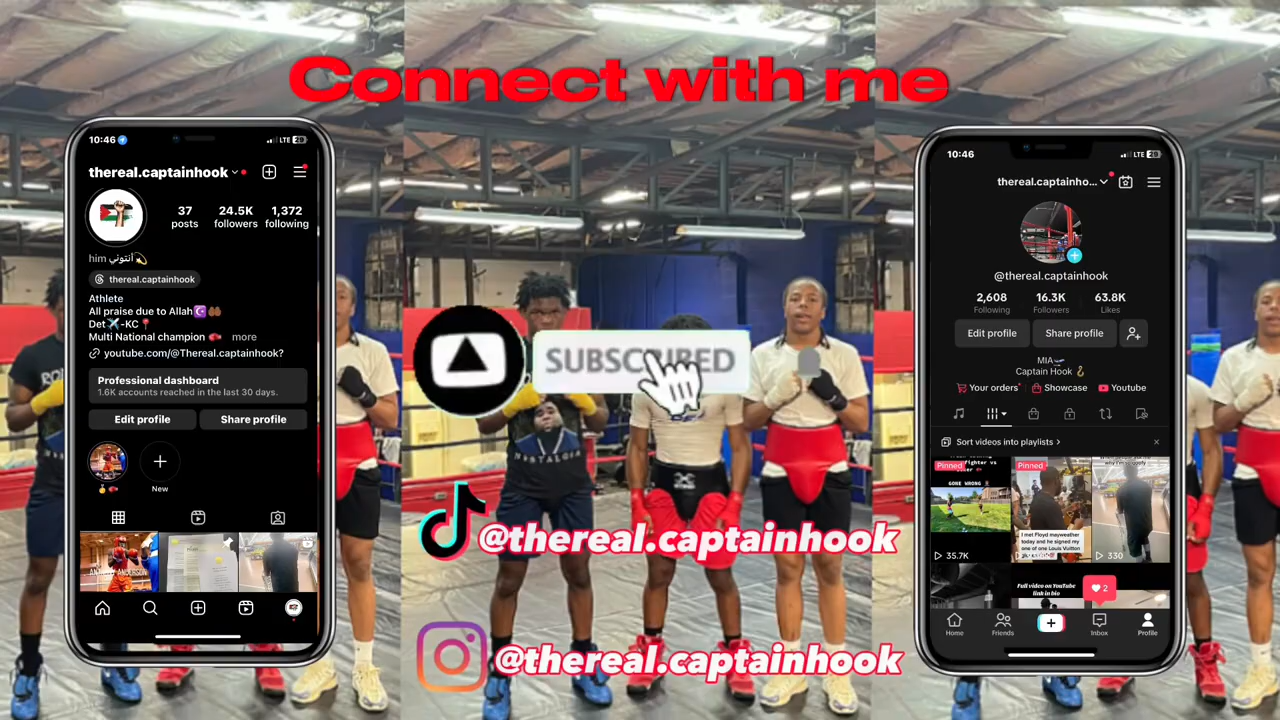 Connect with me
10:46
LTE 29
thereal.captainhook
37 posts
24.5K followers
1,372 following
him أنتوني💫
thereal.captainhook
Athlete
All praise due to Allah☪️🤲🏾
Det✈️-KC📍
Multi National champion 🥊 more
youtube.com/@Thereal.captainhook?
Professional dashboard
1.6K accounts reached in the last 30 days.
Edit profile
Share profile
🥇🥊
New
SUBSCRIBED
@thereal.captainhook
@thereal.captainhook
10:46
LTE 29
thereal.captainho...
@thereal.captainhook
2,608 Following
16.3K Followers
63.8K Likes
Edit profile
Share profile
MIA🛫
Captain Hook 🪝
Your orders
Showcase
Youtube
Sort videos into playlists
Pinned
GONE WRONG
35.7K
Pinned
I met Floyd mayweather
today and he signed my
one of one Louis Vuitton
330
Full video on YouTube
link in bio
2
Home
Friends
Inbox
Profile